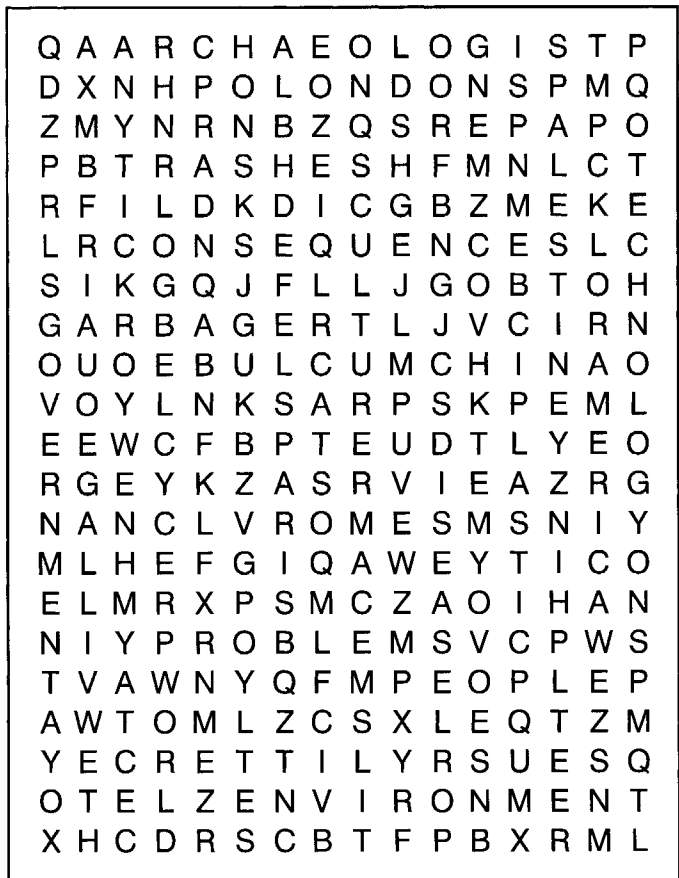 Q A A R C H A E O L O G I S T P
D X N H P O L O N D O N S P M Q
Z M Y N R N B Z Q S R E P A P O
P B T R A S H E S H F M N L C T
R F I L D K D I C G B Z M E K E
L R C O N S E Q U E N C E S L C
S I K G Q J F L L J G O B T O H
G A R B A G E R T L J V C I R N
O U O E B U L C U M C H I N A O
V O Y L N K S A R P S K P E M L
E E W C F B P T E U D T L Y E O
R G E Y K Z A S R V I E A Z R G
N A N C L V R O M E S M S N I Y
M L H E F G I Q A W E Y T I C O
E L M R X P S M C Z A O I H A N
N I Y P R O B L E M S V C P W S
T V A W N Y Q F M P E O P L E P
A W T O M L Z C S X L E Q T Z M
Y E C R E T T I L Y R S U E S Q
O T E L Z E N V I R O N M E N T
X H C D R S C B T F P B X R M L